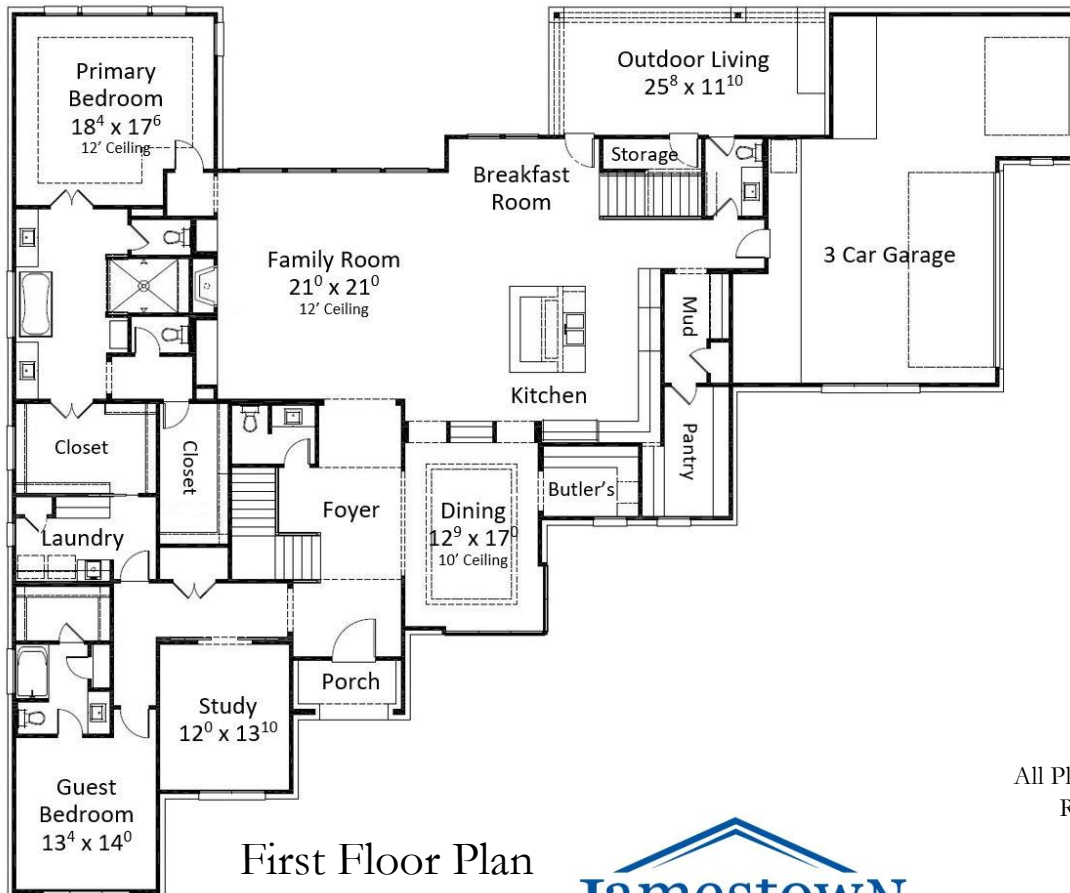 Primary
Bedroom
18⁴ x 17⁶
12' Ceiling
Outdoor Living
25⁸ x 11¹⁰
Storage
Breakfast
Room
Family Room
21⁰ x 21⁰
12' Ceiling
3 Car Garage
Mud
Kitchen
Pantry
Closet
Closet
Butler's
Foyer
Dining
12⁹ x 17⁰
10' Ceiling
Laundry
Porch
Study
12⁰ x 13¹⁰
Guest
Bedroom
13⁴ x 14⁰
First Floor Plan
All
R
Jamestown